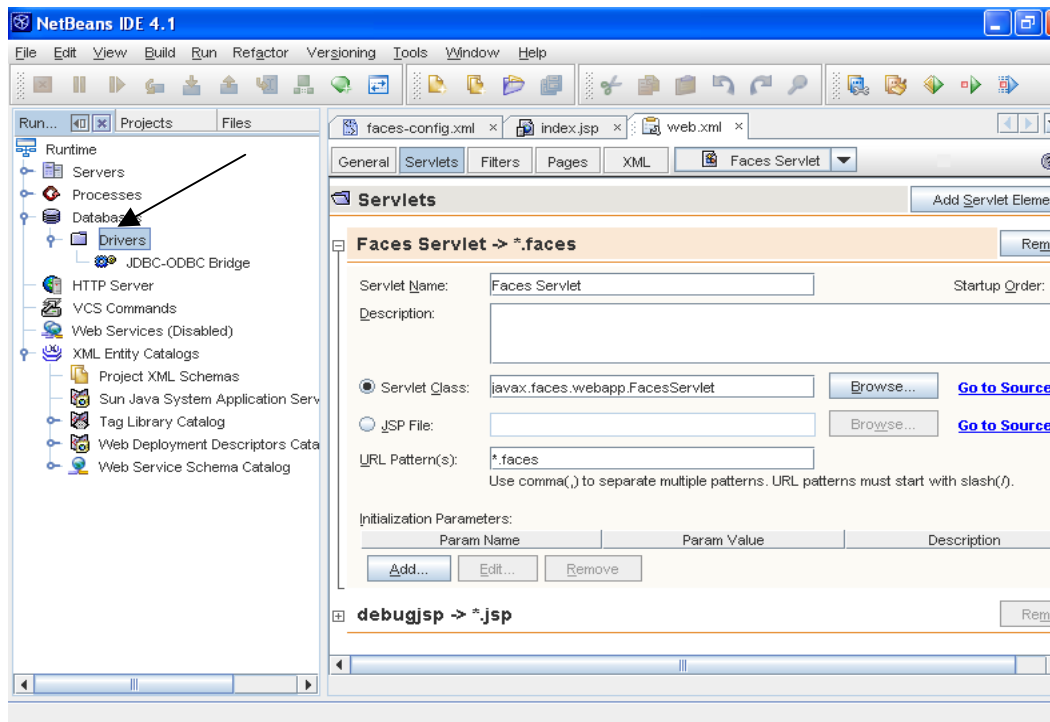 NetBeans IDE 4.1
File Edit View Build Run Refactor Versioning Tools Window Help
Run... Projects Files
faces-config.xml × index.jsp × web.xml ×
General Servlets Filters Pages XML Faces Servlet
Runtime
Servers
Processes
Databases
Drivers
JDBC-ODBC Bridge
HTTP Server
VCS Commands
Web Services (Disabled)
XML Entity Catalogs
Project XML Schemas
Sun Java System Application Serv
Tag Library Catalog
Web Deployment Descriptors Cata
Web Service Schema Catalog
Servlets
Add Servlet Eleme
Faces Servlet -> *.faces
Rem
Servlet Name: Faces Servlet Startup Order:
Description:
Servlet Class: javax.faces.webapp.FacesServlet Browse... Go to Source
JSP File: Browse... Go to Source
URL Pattern(s): *.faces
Use comma(,) to separate multiple patterns. URL patterns must start with slash(/).
Initialization Parameters:
Param Name Param Value Description
Add... Edit... Remove
debugjsp -> *.jsp
Rem